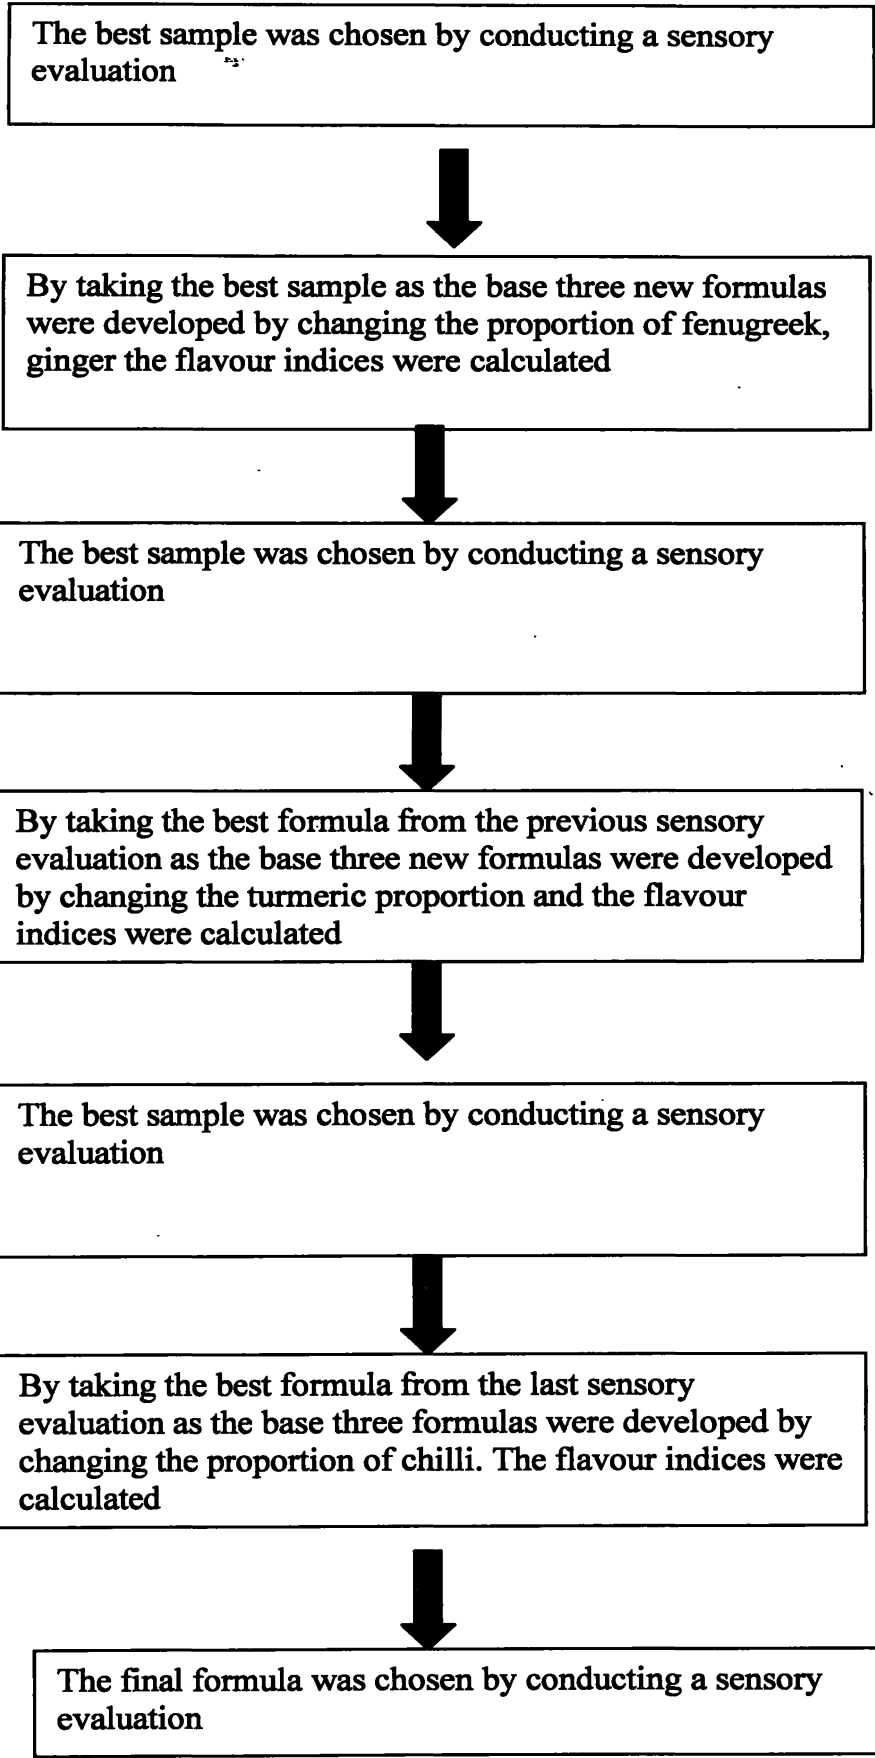 The best sample was chosen by conducting a sensory
evaluation
By taking the best sample as the base three new formulas
were developed by changing the proportion of fenugreek,
ginger the flavour indices were calculated
The best sample was chosen by conducting a sensory
evaluation
By taking the best formula from the previous sensory
evaluation as the base three new formulas were developed
by changing the turmeric proportion and the flavour
indices were calculated
The best sample was chosen by conducting a sensory
evaluation
By taking the best formula from the last sensory
evaluation as the base three formulas were developed by
changing the proportion of chilli. The flavour indices were
calculated
The final formula was chosen by conducting a sensory
evaluation